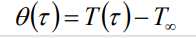 θ(τ) = T(τ) − T∞